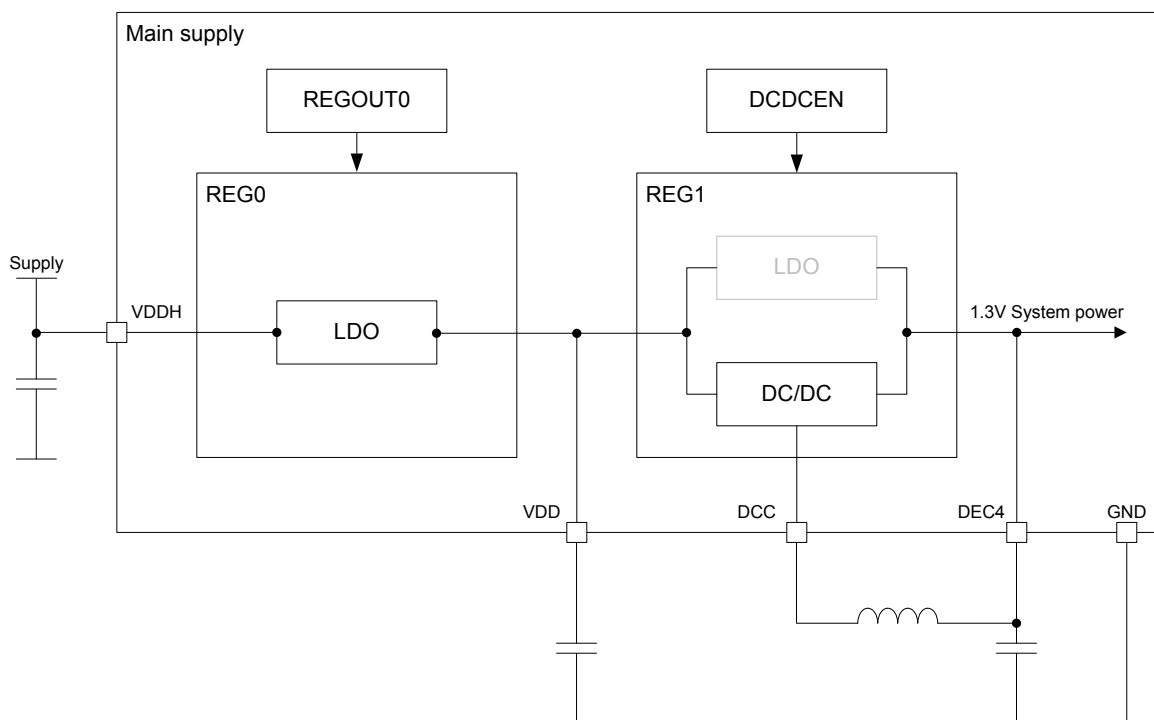 Main supply
REGOUT0
DCDCEN
REG0
REG1
Supply
LDO
VDDH
LDO
1.3V System power
DC/DC
VDD
DCC
DEC4
GND